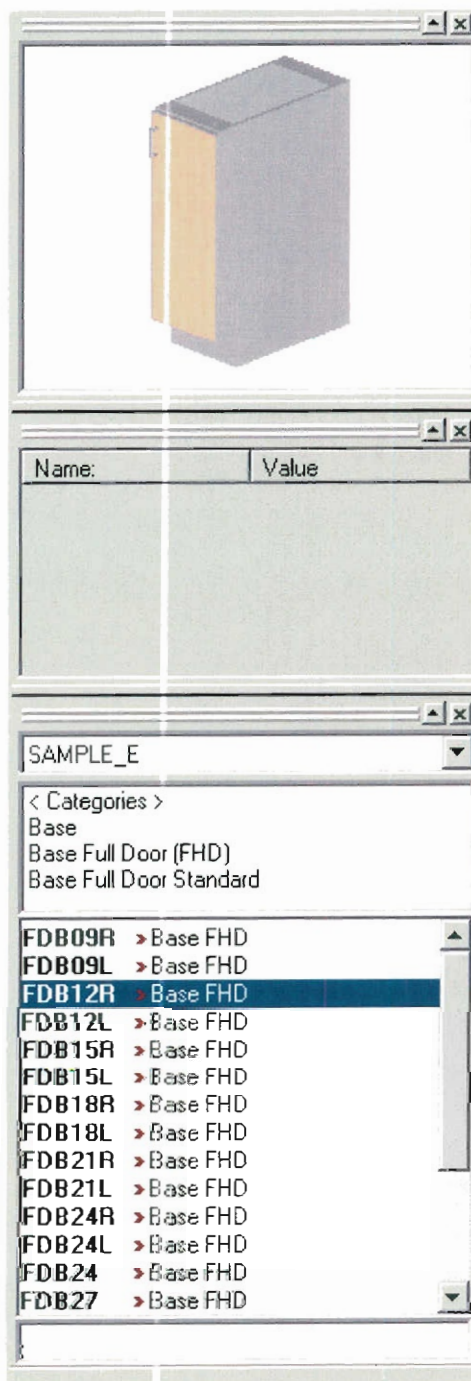 Name: Value
SAMPLE_E
< Categories >
Base
Base Full Door (FHD)
Base Full Door Standard
FDB09R >Base FHD
FDB09L >Base FHD
FDB12R >Base FHD
FDB12L >Base FHD
FDB15R >Base FHD
FDB15L >Base FHD
FDB18R >Base FHD
FDB18L >Base FHD
FDB21R >Base FHD
FDB21L >Base FHD
FDB24R >Base FHD
FDB24L >Base FHD
FDB24 >Base FHD
FDB27 >Base FHD